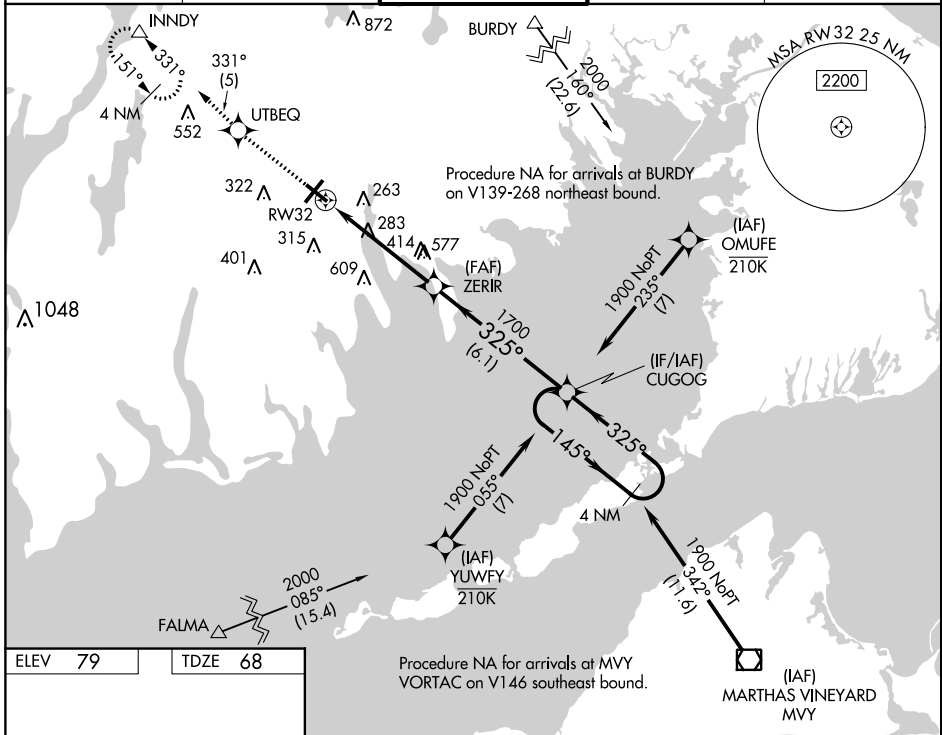 INNDY
872
BURDY
MSA RW 32 25 NM
2200
331°
151°
4 NM
331°
(5)
2000
160°
(22.6)
552
UTBEQ
Procedure NA for arrivals at BURDY
on V139-268 northeast bound.
322
263
RW32
283
315
414
577
401
609
(FAF)
ZERIR
(IAF)
OMUFE
210K
1900 NoPT
235°
(7)
1048
1700
325°
(6.1)
(IF/IAF)
CUGOG
325°
145°
4 NM
1900 NoPT
055°
(7)
(IAF)
YUWFY
210K
1900 NoPT
342°
(11.6)
2000
085°
(15.4)
FALMA
ELEV 79
TDZE 68
Procedure NA for arrivals at MVY
VORTAC on V146 southeast bound.
(IAF)
MARTHAS VINEYARD
MVY